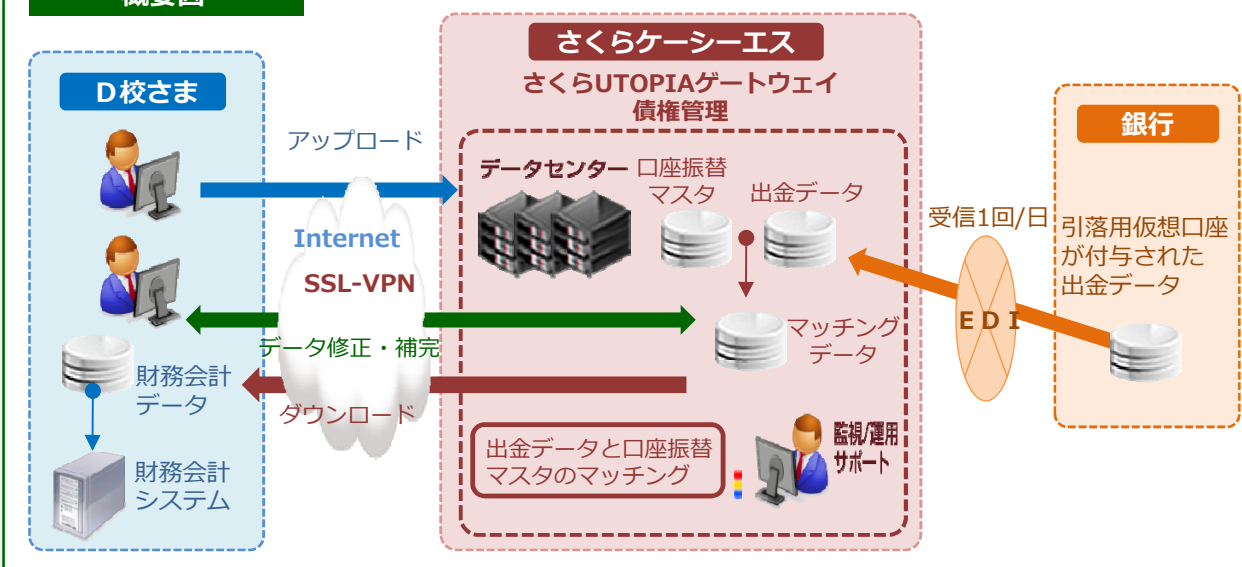 概要図
D校さま
アップロード
Internet
SSL-VPN
データ修正・補完
ダウンロード
財務会計
データ
財務会計
システム
さくらケーシーエス
さくらUTOPIAゲートウェイ
債権管理
データセンター
口座振替
マスタ
出金データ
マッチング
データ
出金データと口座振替
マスタのマッチング
監視/運用
サポート
受信1回/日
EDI
銀行
引落用仮想口座
が付与された
出金データ